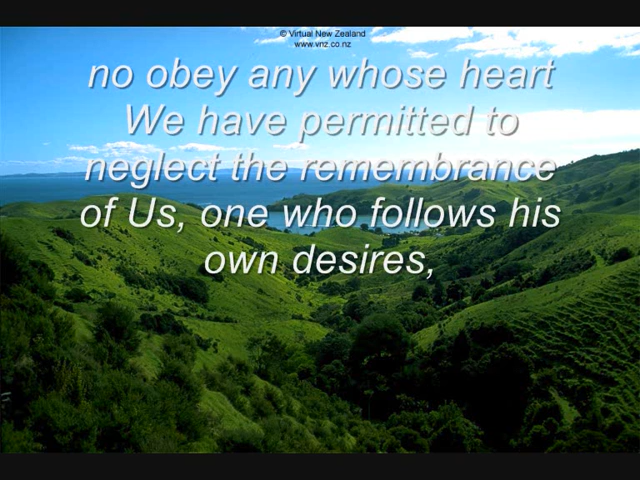 © Virtual New Zealand
www.vnz.co.nz
no obey any whose heart
We have permitted to
neglect the remembrance
of Us, one who follows his
own desires,